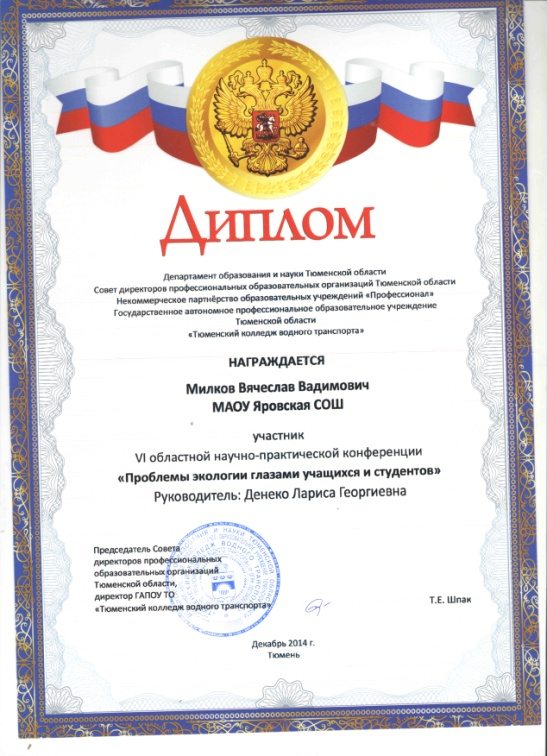 Диплом
Департамент образования и науки Тюменской области
Совет директоров профессиональных образовательных организаций Тюменской области
Некоммерческое партнёрство образовательных учреждений «Профессионал»
Государственное автономное профессиональное образовательное учреждение
Тюменской области
«Тюменский колледж водного транспорта»
НАГРАЖДАЕТСЯ
Милков Вячеслав Вадимович
МАОУ Яровская СОШ
участник
VI областной научно-практической конференции
«Проблемы экологии глазами учащихся и студентов»
Руководитель: Денеко Лариса Георгиевна
Председатель Совета
директоров профессиональных
образовательных организаций
Тюменской области,
директор ГАПОУ ТО
«Тюменский колледж водного транспорта»
Т.Е. Шпак
Декабрь 2014 г.
Тюмень